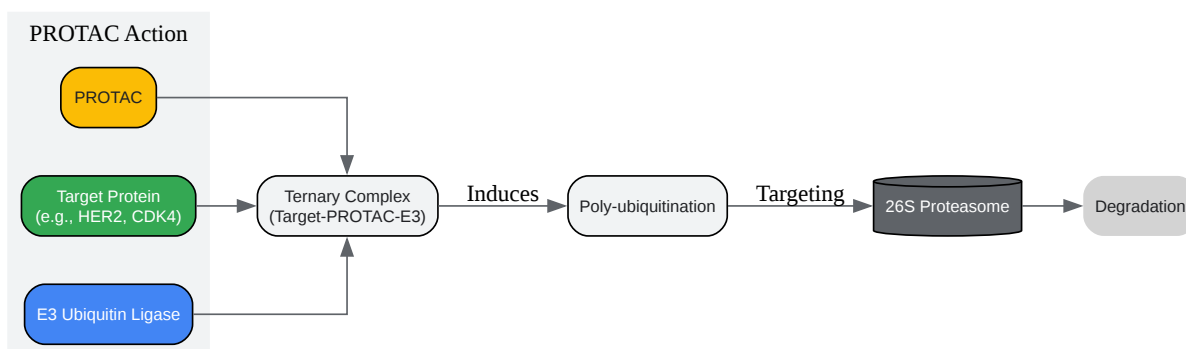 PROTAC Action
PROTAC
Target Protein
(e.g., HER2, CDK4)
E3 Ubiquitin Ligase
Ternary Complex
(Target-PROTAC-E3)
Induces
Poly-ubiquitination
Targeting
26S Proteasome
Degradation